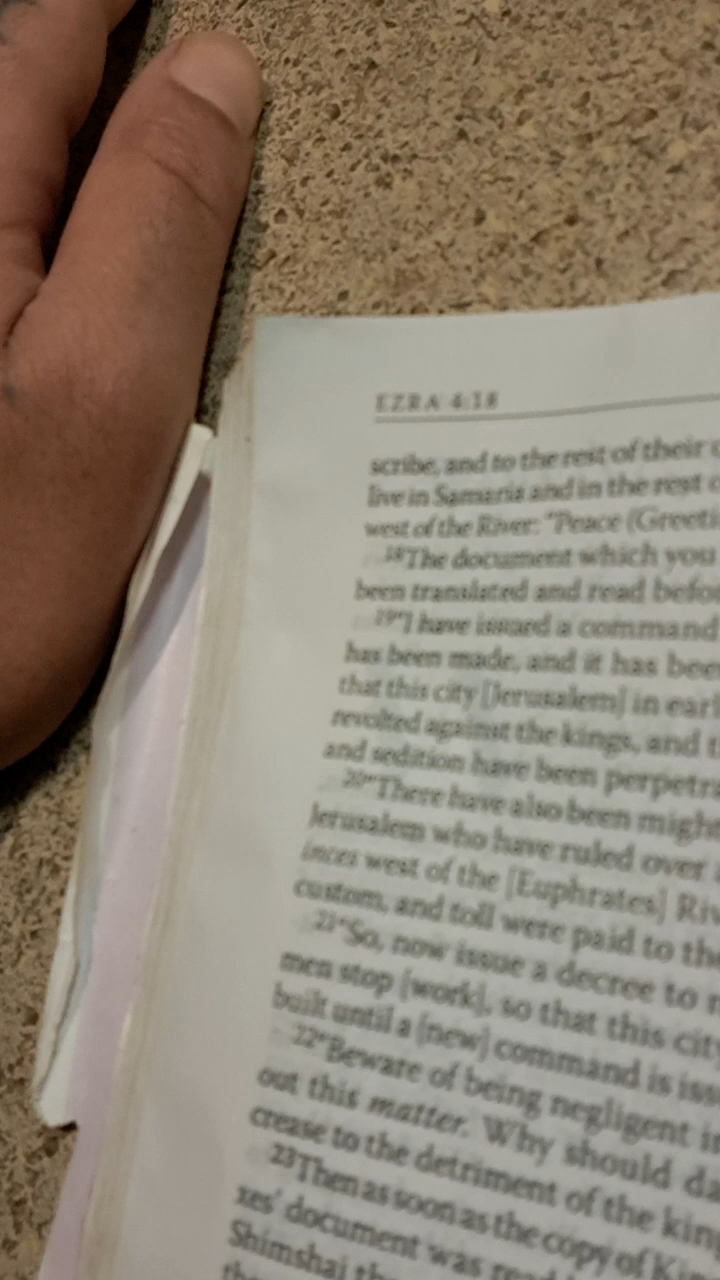 EZRA 4:18
scribe, and to the rest of their
live in Samaria and in the rest
west of the River: "Peace (Greeti
18"The document which you
been translated and read befo
19"I have issued a command
has been made, and it has bee
that this city [Jerusalem] in earl
revolted against the kings, and t
and sedition have been perpetra
20"There have also been migh
Jerusalem who have ruled over
inces west of the [Euphrates] Riv
custom, and toll were paid to the
21"So, now issue a decree to
men stop [work], so that this city
built until a [new] command is iss
22"Beware of being negligent i
out this matter. Why should da
crease to the detriment of the king
23Then as soon as the copy of Ki
xes' document was read
Shimshai